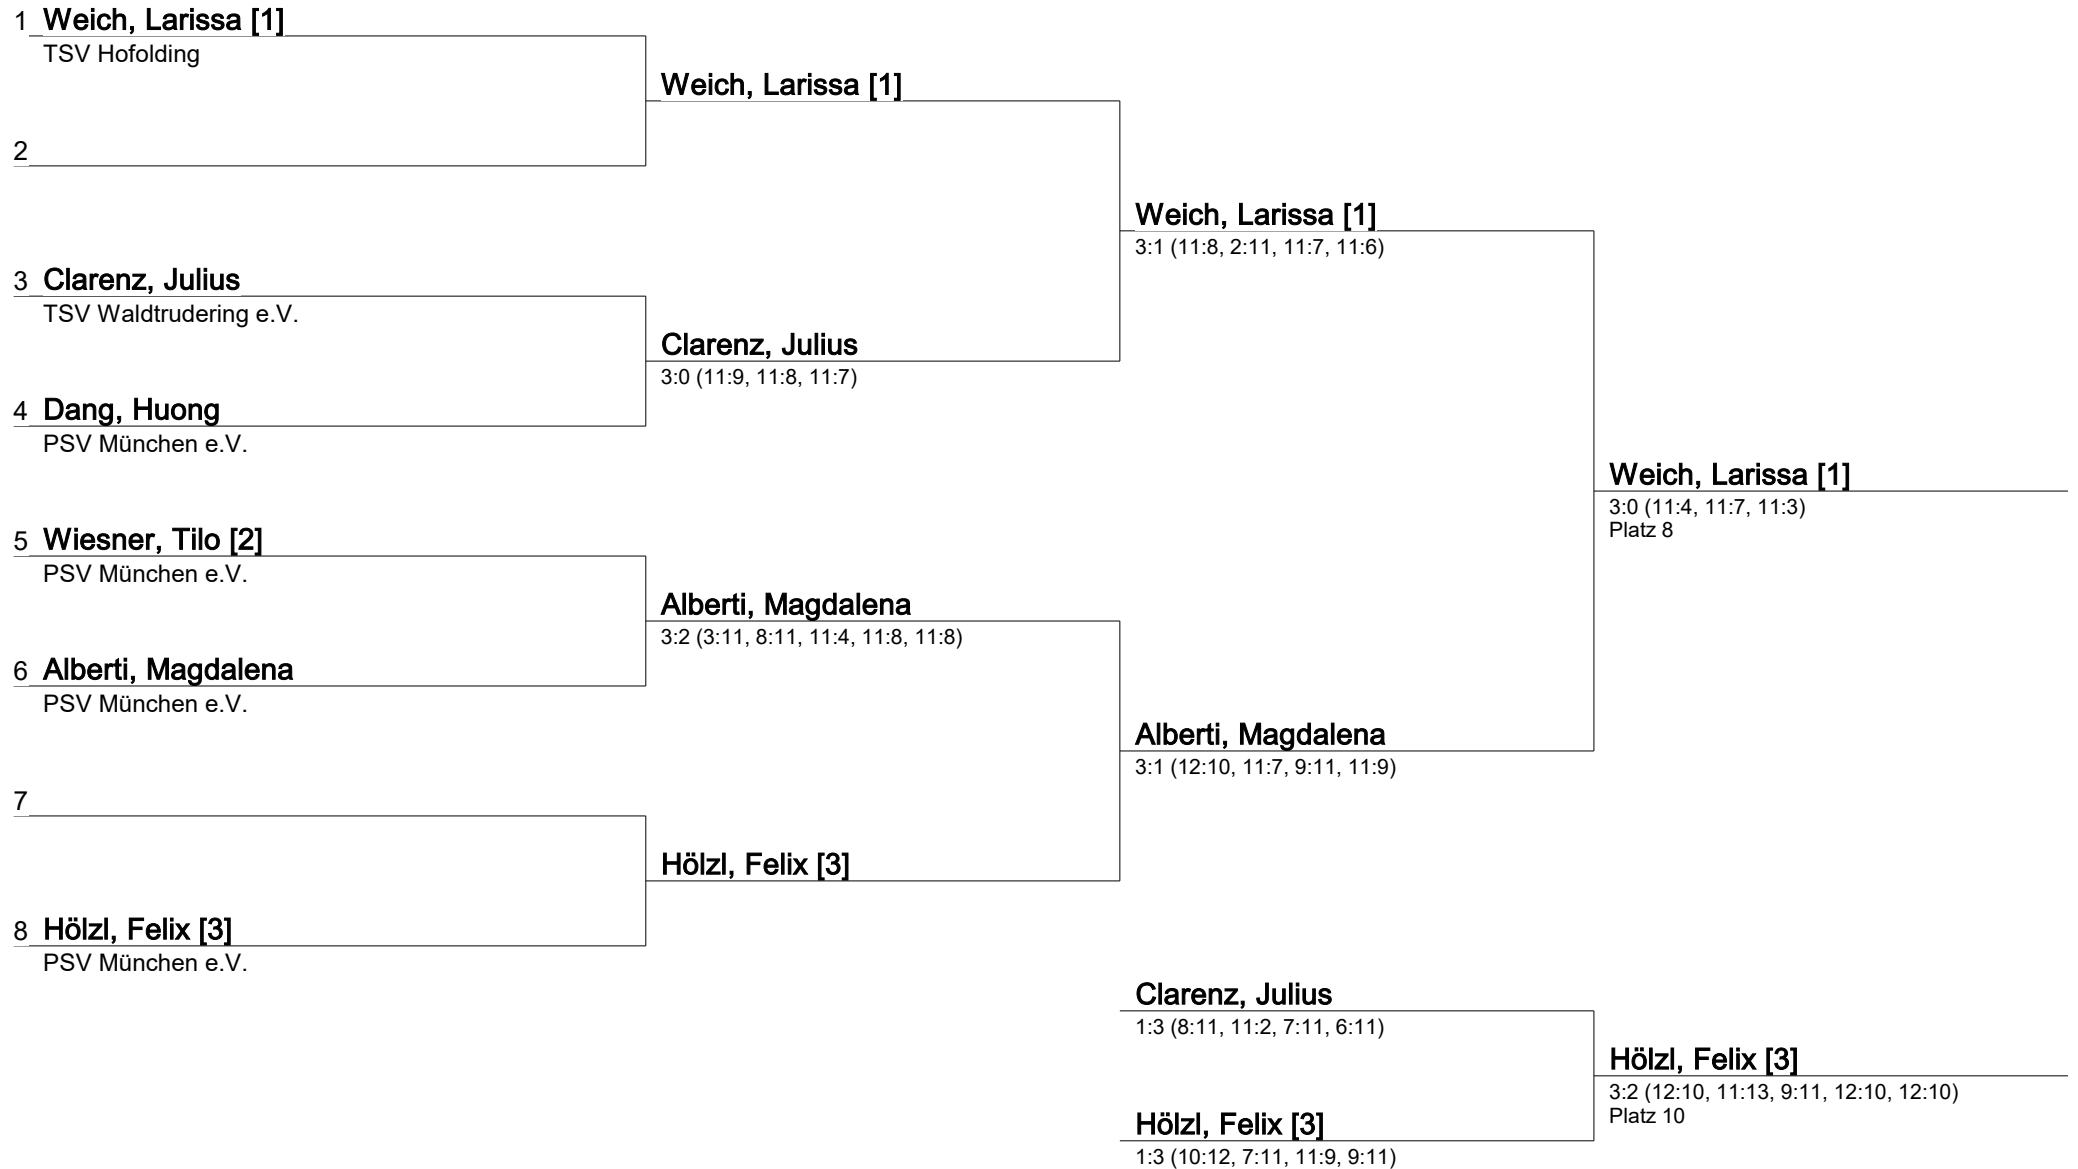 1 Weich, Larissa [1]
TSV Hofolding
Weich, Larissa [1]
2
Weich, Larissa [1]
3:1 (11:8, 2:11, 11:7, 11:6)
3 Clarenz, Julius
TSV Waldtrudering e.V.
Clarenz, Julius
3:0 (11:9, 11:8, 11:7)
4 Dang, Huong
PSV München e.V.
Weich, Larissa [1]
3:0 (11:4, 11:7, 11:3)
Platz 8
5 Wiesner, Tilo [2]
PSV München e.V.
Alberti, Magdalena
3:2 (3:11, 8:11, 11:4, 11:8, 11:8)
6 Alberti, Magdalena
PSV München e.V.
Alberti, Magdalena
3:1 (12:10, 11:7, 9:11, 11:9)
7
Hölzl, Felix [3]
8 Hölzl, Felix [3]
PSV München e.V.
Clarenz, Julius
1:3 (8:11, 11:2, 7:11, 6:11)
Hölzl, Felix [3]
3:2 (12:10, 11:13, 9:11, 12:10, 12:10)
Platz 10
Hölzl, Felix [3]
1:3 (10:12, 7:11, 11:9, 9:11)